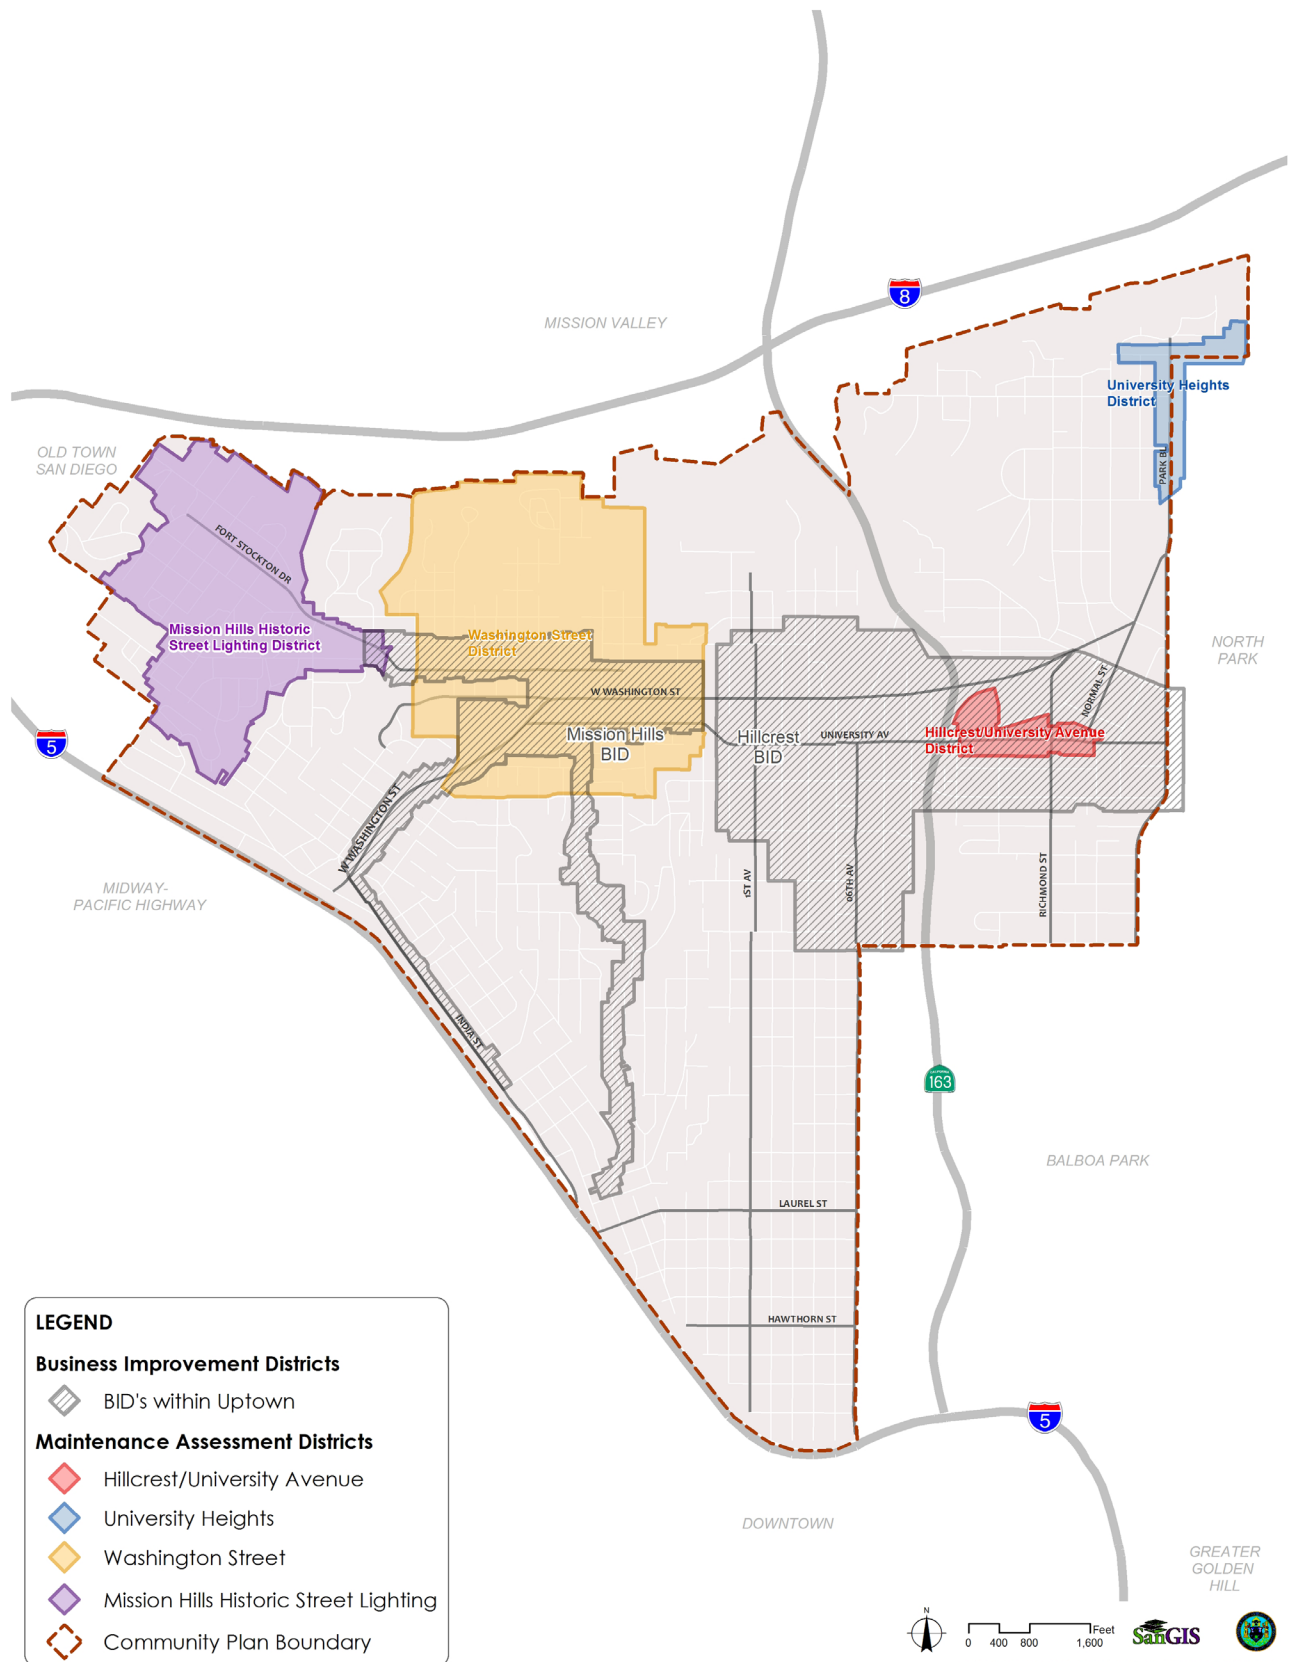 8
MISSION VALLEY
University Heights
District
OLD TOWN
SAN DIEGO
PARK BL
FORT STOCKTON DR
Mission Hills Historic
Street Lighting District
Washington Street
District
NORTH
PARK
W WASHINGTON ST
NORMAL ST
Mission Hills
BID
Hillcrest
BID
UNIVERSITY AV
Hillcrest/University Avenue
District
5
W WASHINGTON ST
MIDWAY-
PACIFIC HIGHWAY
1ST AV
06TH AV
RICHMOND ST
INDIA ST
CALIFORNIA
163
BALBOA PARK
LAUREL ST
HAWTHORN ST
5
DOWNTOWN
GREATER
GOLDEN
HILL
LEGEND
Business Improvement Districts
BID's within Uptown
Maintenance Assessment Districts
Hillcrest/University Avenue
University Heights
Washington Street
Mission Hills Historic Street Lighting
Community Plan Boundary
N
0 400 800 1,600 Feet
SanGIS